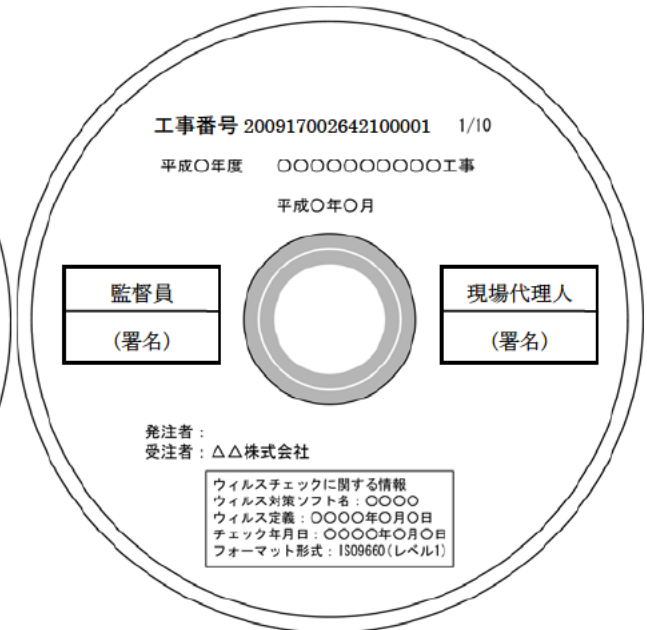 工事番号 200917002642100001 1/10
平成○年度 ○○○○○○○○○○工事
平成○年○月
監督員
(署名)
現場代理人
(署名)
発注者：
受注者：△△株式会社
ウィルスチェックに関する情報
ウィルス対策ソフト名：○○○○
ウィルス定義：○○○○年○月○日
チェック年月日：○○○○年○月○日
フォーマット形式：ISO9660(レベル1)